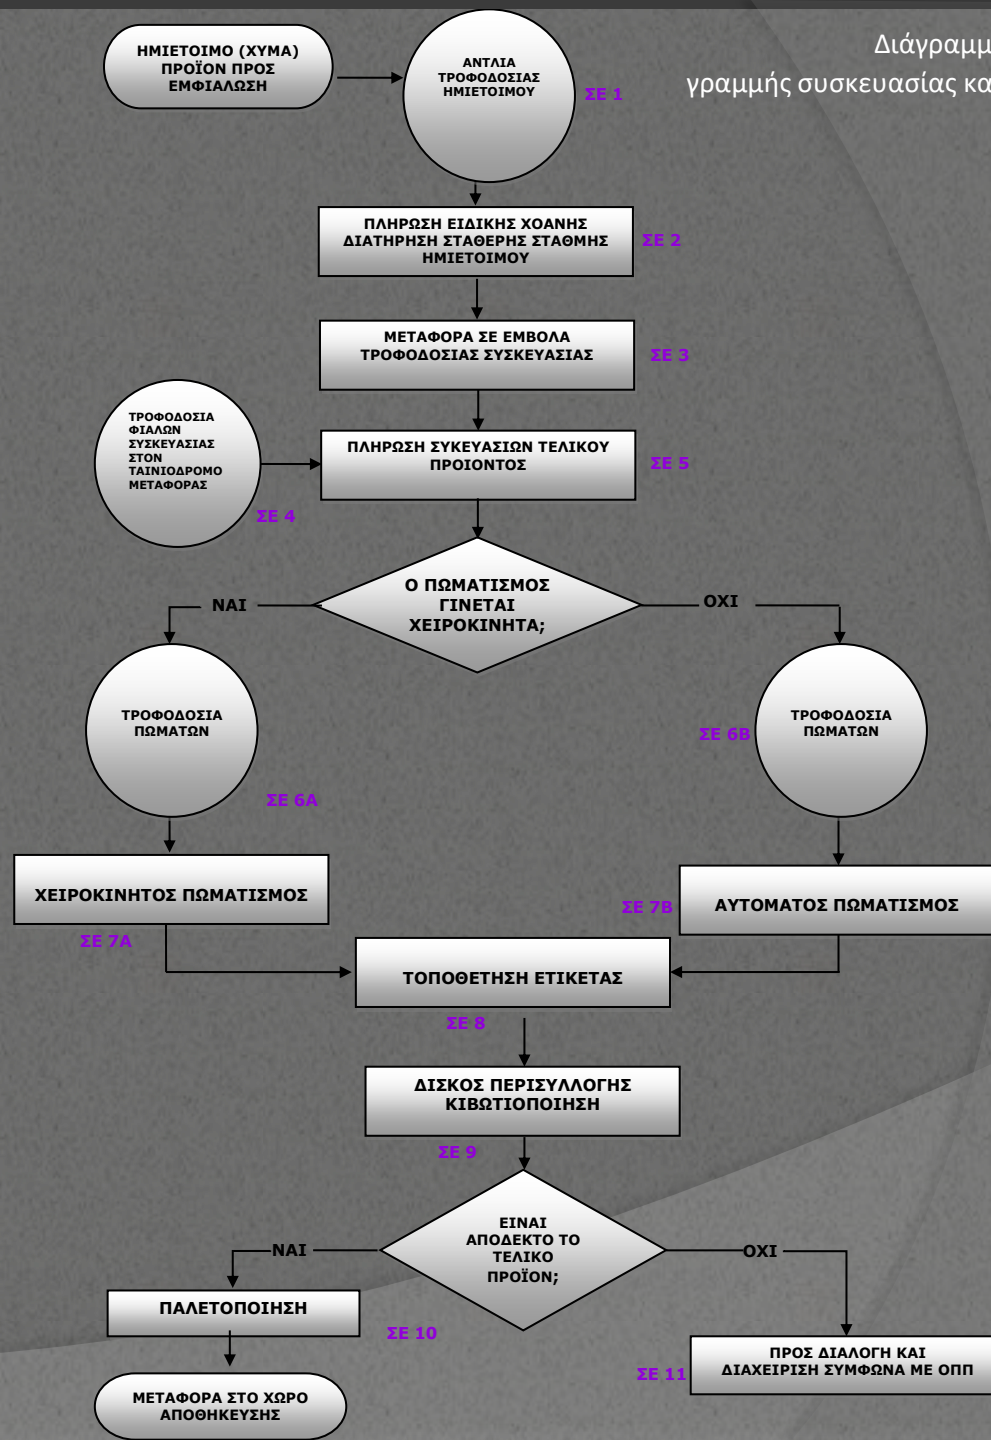 Διάγραμμ
γραμμής συσκευασίας κα
ΗΜΙΕΤΟΙΜΟ (ΧΥΜΑ)
ΠΡΟΪΟΝ ΠΡΟΣ
ΕΜΦΙΑΛΩΣΗ
ΑΝΤΛΙΑ
ΤΡΟΦΟΔΟΣΙΑΣ
ΗΜΙΕΤΟΙΜΟΥ
ΣΕ 1
ΠΛΗΡΩΣΗ ΕΙΔΙΚΗΣ ΧΟΑΝΗΣ
ΔΙΑΤΗΡΗΣΗ ΣΤΑΘΕΡΗΣ ΣΤΑΘΜΗΣ
ΗΜΙΕΤΟΙΜΟΥ
ΣΕ 2
ΜΕΤΑΦΟΡΑ ΣΕ ΕΜΒΟΛΑ
ΤΡΟΦΟΔΟΣΙΑΣ ΣΥΣΚΕΥΑΣΙΑΣ
ΣΕ 3
ΤΡΟΦΟΔΟΣΙΑ
ΦΙΑΛΩΝ
ΣΥΣΚΕΥΑΣΙΑΣ
ΣΤΟΝ
ΤΑΙΝΙΟΔΡΟΜΟ
ΜΕΤΑΦΟΡΑΣ
ΣΕ 4
ΠΛΗΡΩΣΗ ΣΥΚΕΥΑΣΙΩΝ ΤΕΛΙΚΟΥ
ΠΡΟΙΟΝΤΟΣ
ΣΕ 5
Ο ΠΩΜΑΤΙΣΜΟΣ
ΓΙΝΕΤΑΙ
ΧΕΙΡΟΚΙΝΗΤΑ;
ΝΑΙ
ΟΧΙ
ΤΡΟΦΟΔΟΣΙΑ
ΠΩΜΑΤΩΝ
ΣΕ 6Α
ΤΡΟΦΟΔΟΣΙΑ
ΠΩΜΑΤΩΝ
ΣΕ 6Β
ΧΕΙΡΟΚΙΝΗΤΟΣ ΠΩΜΑΤΙΣΜΟΣ
ΣΕ 7Α
ΑΥΤΟΜΑΤΟΣ ΠΩΜΑΤΙΣΜΟΣ
ΣΕ 7Β
ΤΟΠΟΘΕΤΗΣΗ ΕΤΙΚΕΤΑΣ
ΣΕ 8
ΔΙΣΚΟΣ ΠΕΡΙΣΥΛΛΟΓΗΣ
ΚΙΒΩΤΙΟΠΟΙΗΣΗ
ΣΕ 9
ΕΙΝΑΙ
ΑΠΟΔΕΚΤΟ ΤΟ
ΤΕΛΙΚΟ
ΠΡΟΪΟΝ;
ΝΑΙ
ΟΧΙ
ΠΑΛΕΤΟΠΟΙΗΣΗ
ΣΕ 10
ΠΡΟΣ ΔΙΑΛΟΓΗ ΚΑΙ
ΔΙΑΧΕΙΡΙΣΗ ΣΥΜΦΩΝΑ ΜΕ ΟΠΠ
ΣΕ 11
ΜΕΤΑΦΟΡΑ ΣΤΟ ΧΩΡΟ
ΑΠΟΘΗΚΕΥΣΗΣ